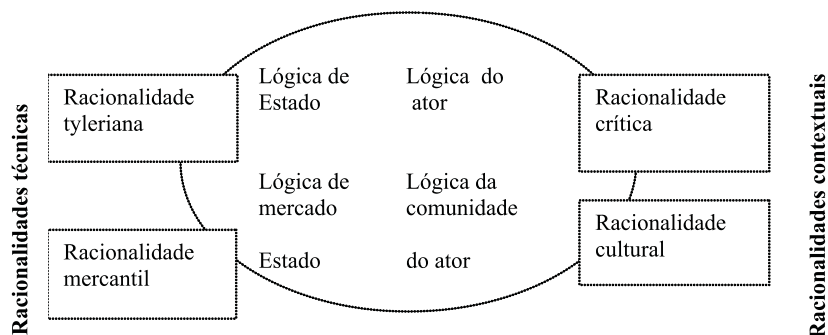 Racionalidades técnicas
Racionalidade
tyleriana
Racionalidade
mercantil
Lógica de
Estado
Lógica do
ator
Lógica de
mercado
Lógica da
comunidade
Estado
do ator
Racionalidade
crítica
Racionalidade
cultural
Racionalidades contextuais